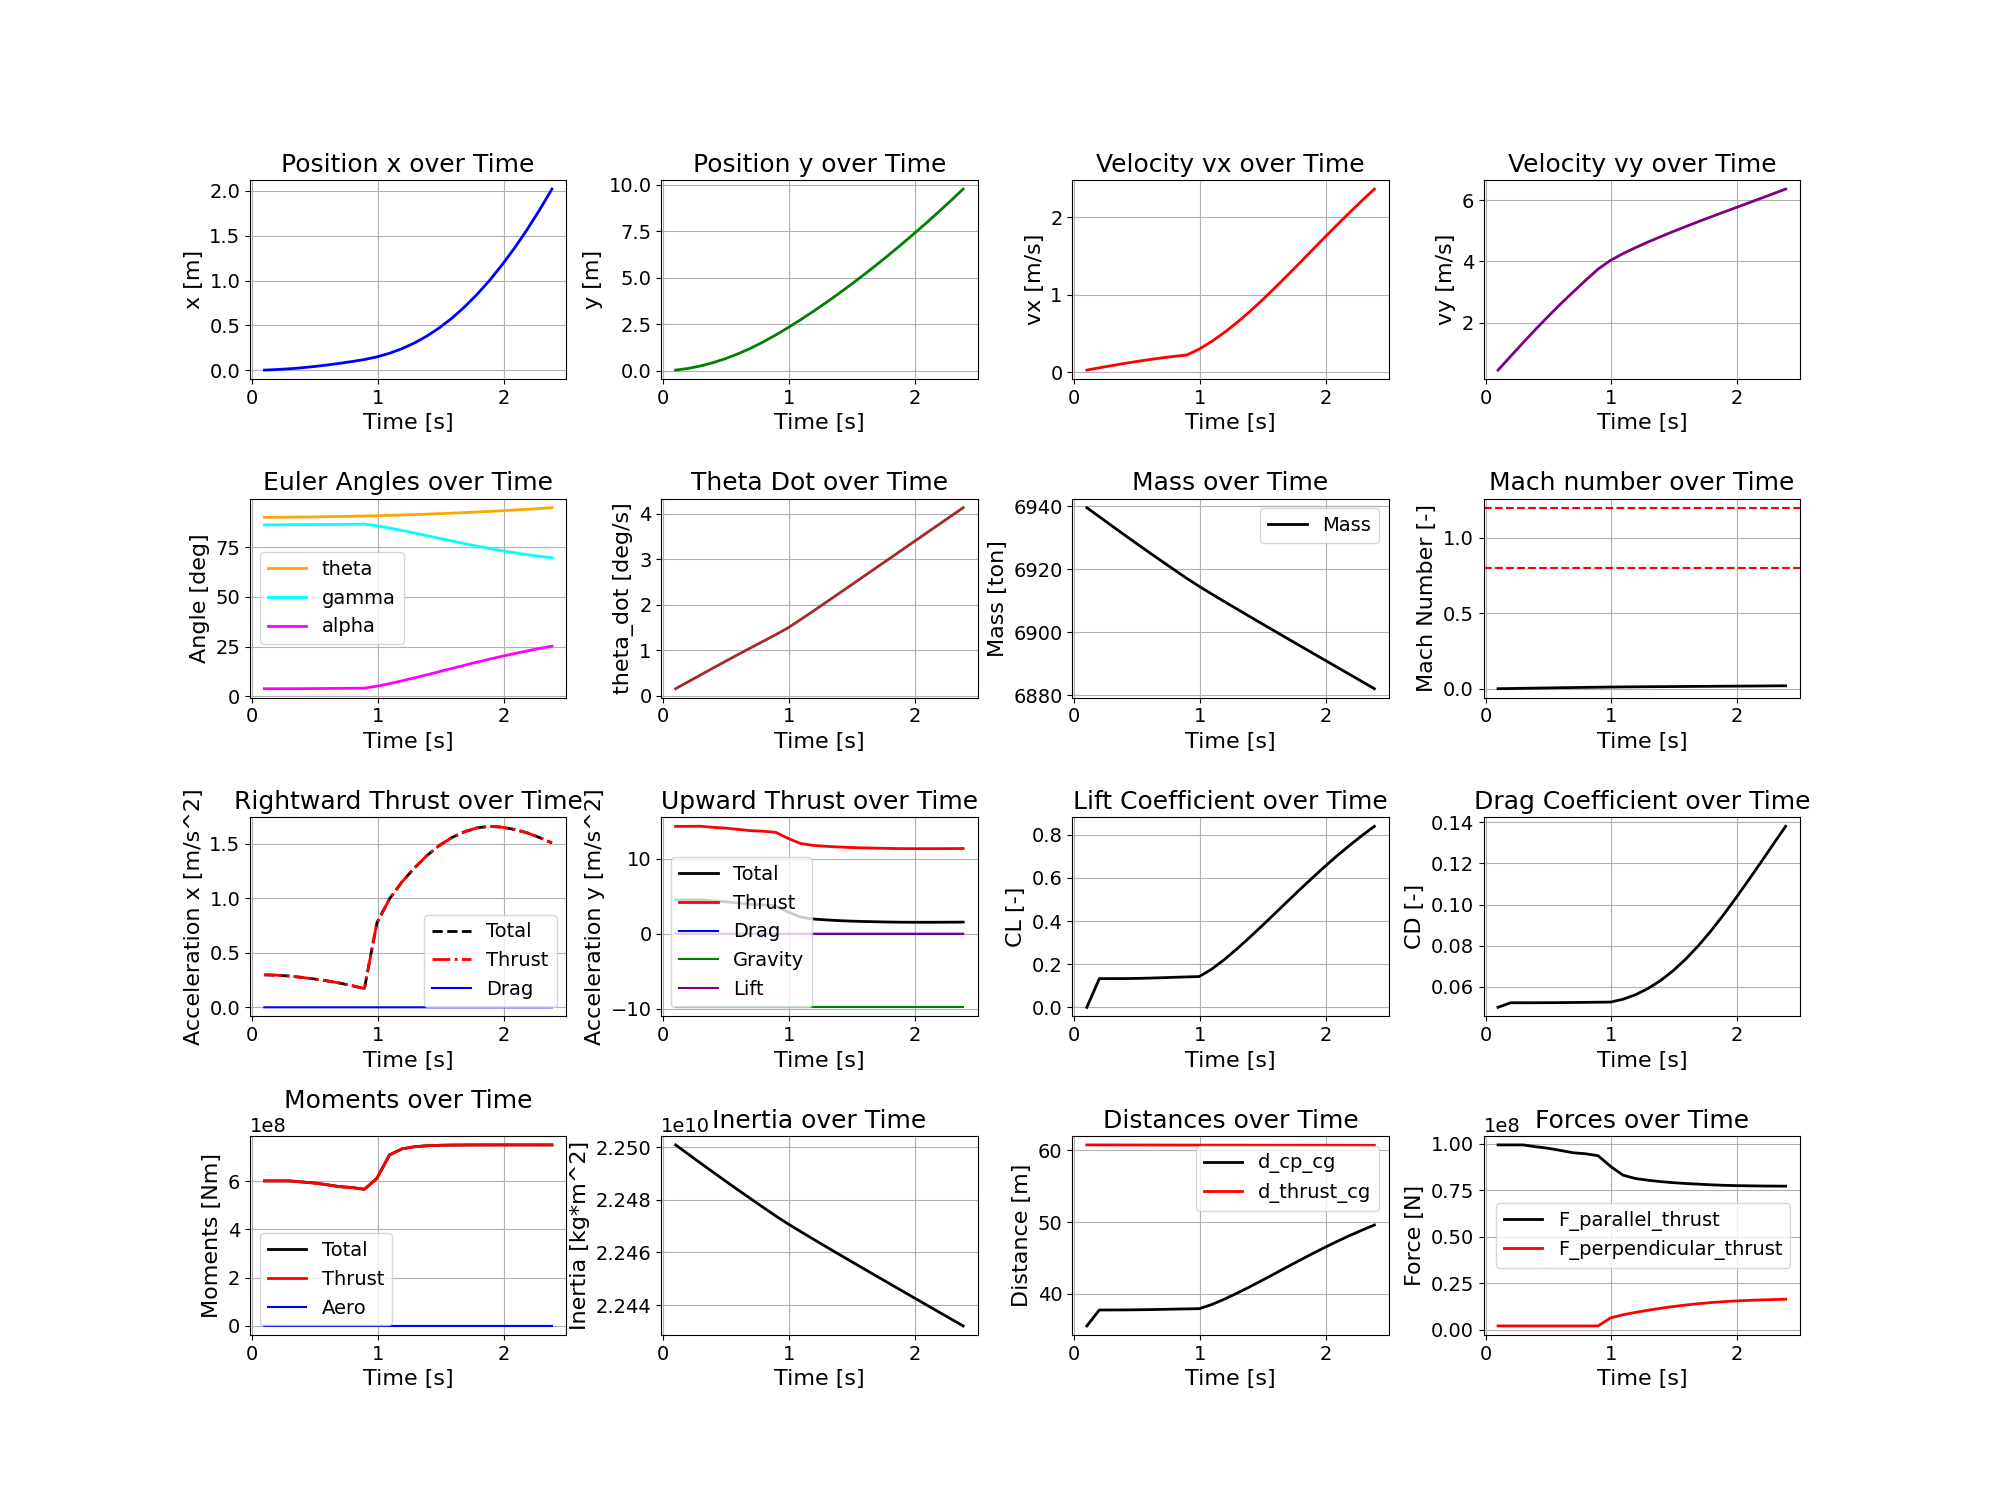 Position x over Time
x [m]
2.0
1.5
1.0
0.5
0.0
0 1 2
Time [s]
Position y over Time
y [m]
10.0
7.5
5.0
2.5
0.0
0 1 2
Time [s]
Velocity vx over Time
vx [m/s]
2
1
0
0 1 2
Time [s]
Velocity vy over Time
vy [m/s]
6
4
2
0 1 2
Time [s]
Euler Angles over Time
Angle [deg]
75
50
25
0
theta
gamma
alpha
0 1 2
Time [s]
Theta Dot over Time
theta_dot [deg/s]
4
3
2
1
0
0 1 2
Time [s]
Mass over Time
Mass [ton]
6940
6920
6900
6880
Mass
0 1 2
Time [s]
Mach number over Time
Mach Number [-]
1.0
0.5
0.0
0 1 2
Time [s]
Rightward Thrust over Time
Acceleration x [m/s^2]
1.5
1.0
0.5
0.0
Total
Thrust
Drag
0 1 2
Time [s]
Upward Thrust over Time
Acceleration y [m/s^2]
10
0
−10
Total
Thrust
Drag
Gravity
Lift
0 1 2
Time [s]
Lift Coefficient over Time
CL [-]
0.8
0.6
0.4
0.2
0.0
0 1 2
Time [s]
Drag Coefficient over Time
CD [-]
0.14
0.12
0.10
0.08
0.06
0 1 2
Time [s]
Moments over Time
1e8
Moments [Nm]
6
4
2
0
Total
Thrust
Aero
0 1 2
Time [s]
Inertia over Time
1e10
Inertia [kg*m^2]
2.250
2.248
2.246
2.244
0 1 2
Time [s]
Distances over Time
Distance [m]
60
50
40
d_cp_cg
d_thrust_cg
0 1 2
Time [s]
Forces over Time
1e8
Force [N]
1.00
0.75
0.50
0.25
0.00
F_parallel_thrust
F_perpendicular_thrust
0 1 2
Time [s]